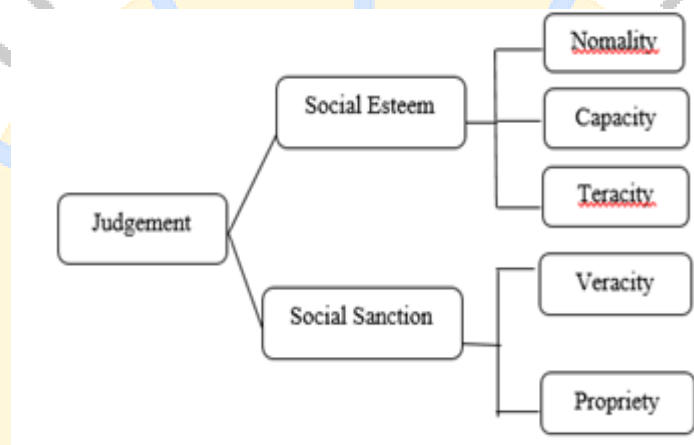 Judgement
Social Esteem
Nomality
Capacity
Teracity
Social Sanction
Veracity
Propriety